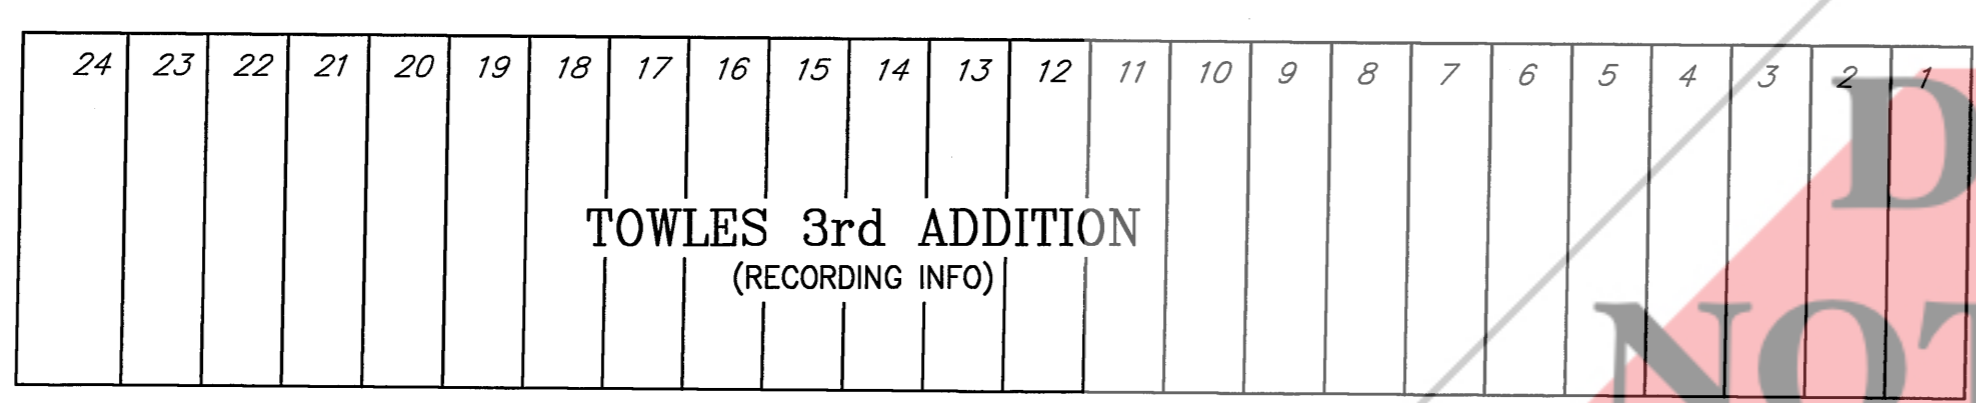 24 23 22 21 20 19 18 17 16 15 14 13 12 11 10 9 8 7 6 5 4 3 2 1
TOWLES 3rd ADDITION
(RECORDING INFO)
D
NOT